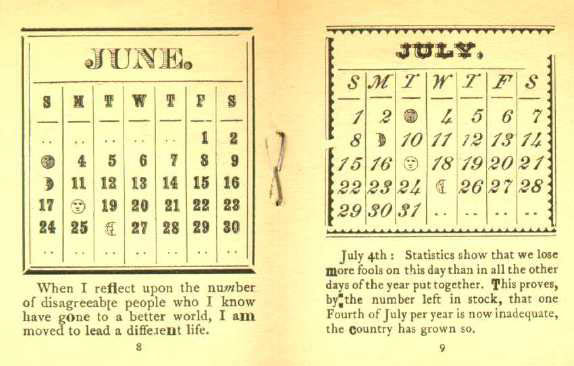 JUNE.
S M T W T F S
.. .. .. .. .. 1 2
4 5 6 7 8 9
11 12 13 14 15 16
17 19 20 21 22 23
24 25 27 28 29 30
.. .. .. .. .. .. ..
When I reflect upon the number
of disagreeable people who I know
have gone to a better world, I am
moved to lead a different life.
8
JULY.
S M T W T F S
1 2 4 5 6 7
8 10 11 12 13 14
15 16 18 19 20 21
22 23 24 26 27 28
29 30 31 .. .. .. ..
July 4th: Statistics show that we lose
more fools on this day than in all the other
days of the year put together. This proves,
by the number left in stock, that one
Fourth of July per year is now inadequate,
the country has grown so.
9